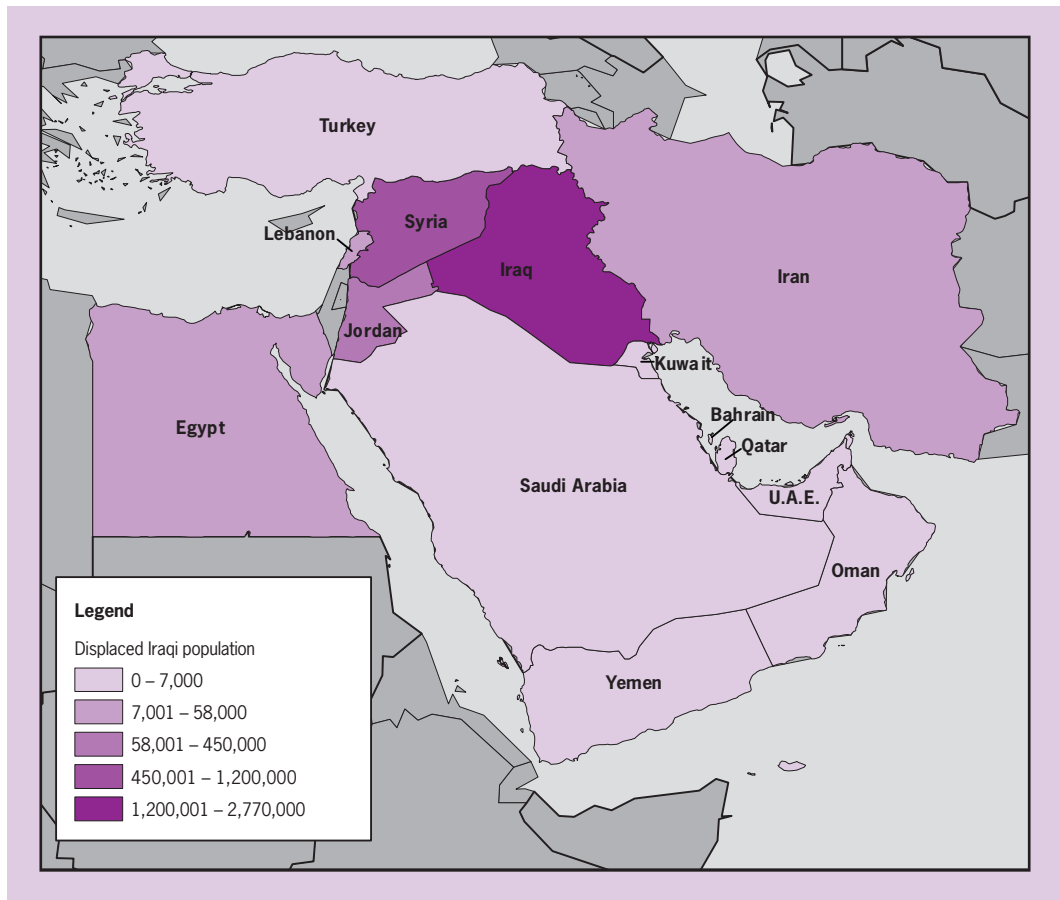 Turkey
Syria
Lebanon
Iraq
Iran
Jordan
Kuwait
Bahrain
Egypt
Qatar
Saudi Arabia
U.A.E.
Oman
Yemen
Legend
Displaced Iraqi population
0 – 7,000
7,001 – 58,000
58,001 – 450,000
450,001 – 1,200,000
1,200,001 – 2,770,000